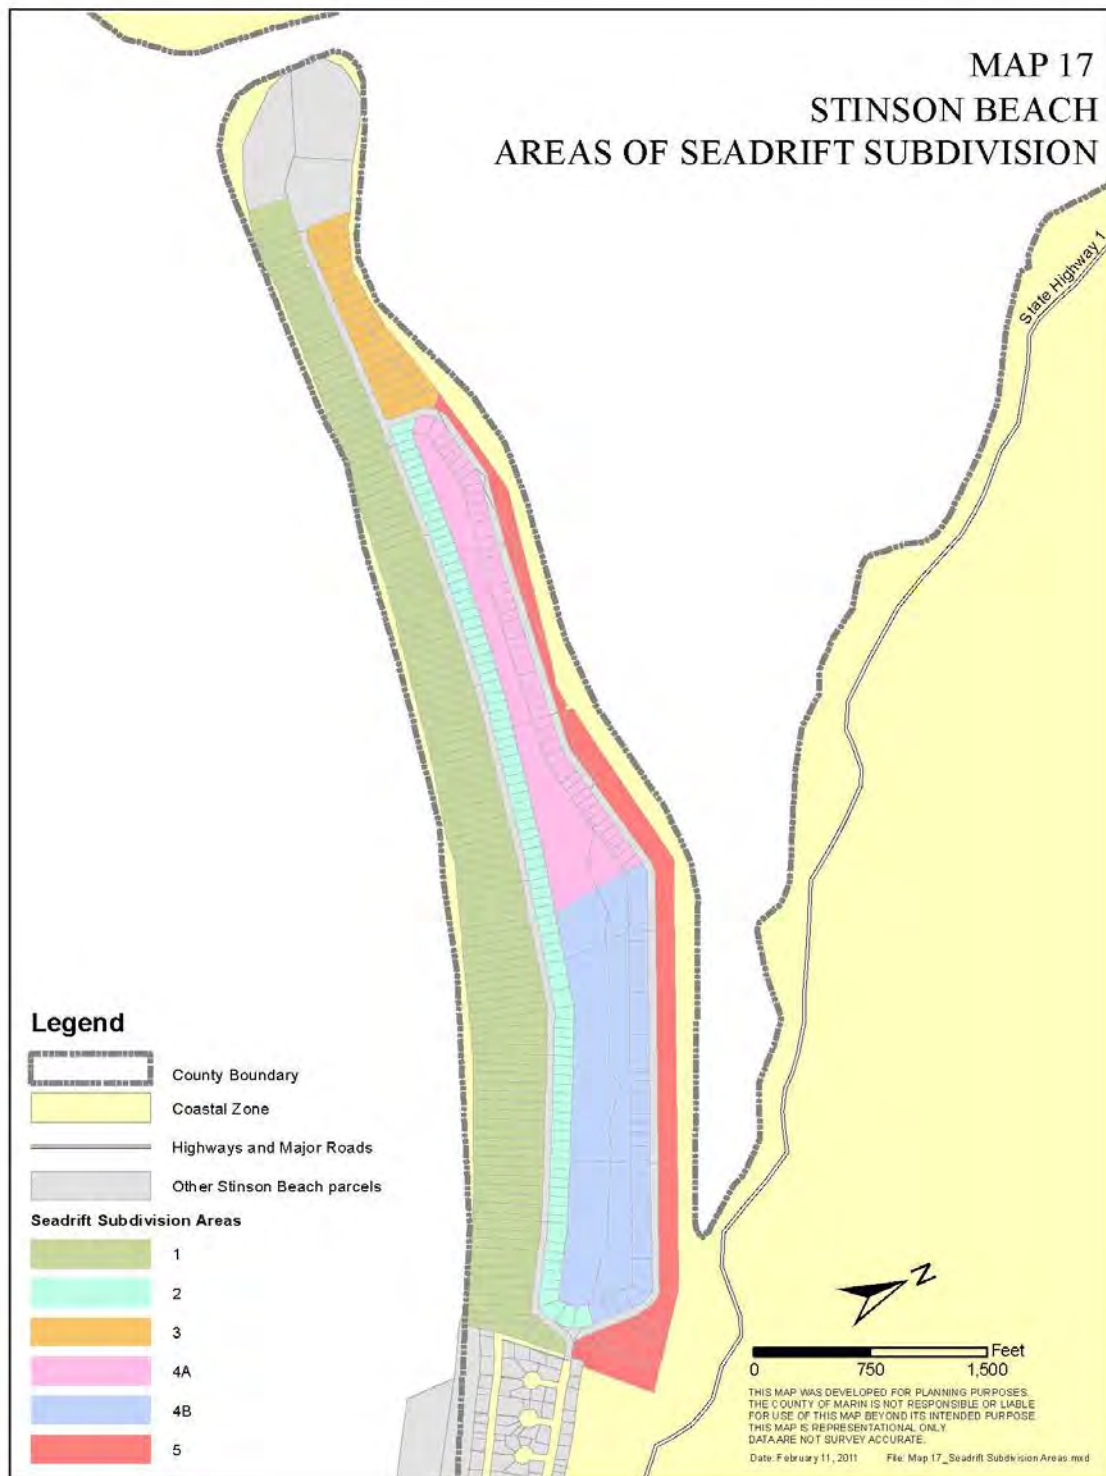 MAP 17
STINSON BEACH
AREAS OF SEADRIFT SUBDIVISION
State Highway 1
Legend
County Boundary
Coastal Zone
Highways and Major Roads
Other Stinson Beach parcels
Seadrift Subdivision Areas
1
2
3
4A
4B
5
N
Feet
0 750 1,500
THIS MAP WAS DEVELOPED FOR PLANNING PURPOSES.
THE COUNTY OF MARIN IS NOT RESPONSIBLE OR LIABLE
FOR USE OF THIS MAP BEYOND ITS INTENDED PURPOSE.
THIS MAP IS REPRESENTATIONAL ONLY.
DATA ARE NOT SURVEY ACCURATE.
Date: February 11, 2011 File: Map 17_Seadrift Subdivision Areas.mxd